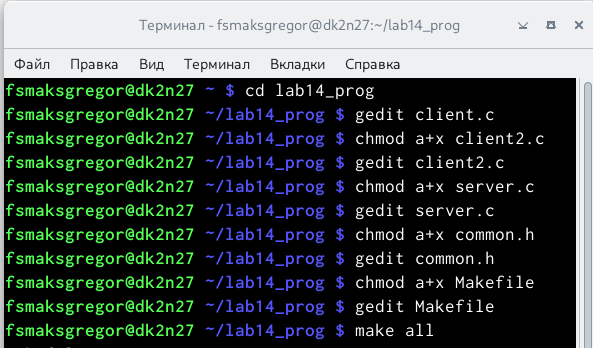 Терминал - fsmaksgregor@dk2n27:~/lab14_prog
Файл Правка Вид Терминал Вкладки Справка
fsmaksgregor@dk2n27 ~ $ cd lab14_prog
fsmaksgregor@dk2n27 ~/lab14_prog $ gedit client.c
fsmaksgregor@dk2n27 ~/lab14_prog $ chmod a+x client2.c
fsmaksgregor@dk2n27 ~/lab14_prog $ gedit client2.c
fsmaksgregor@dk2n27 ~/lab14_prog $ chmod a+x server.c
fsmaksgregor@dk2n27 ~/lab14_prog $ gedit server.c
fsmaksgregor@dk2n27 ~/lab14_prog $ chmod a+x common.h
fsmaksgregor@dk2n27 ~/lab14_prog $ gedit common.h
fsmaksgregor@dk2n27 ~/lab14_prog $ chmod a+x Makefile
fsmaksgregor@dk2n27 ~/lab14_prog $ gedit Makefile
fsmaksgregor@dk2n27 ~/lab14_prog $ make all